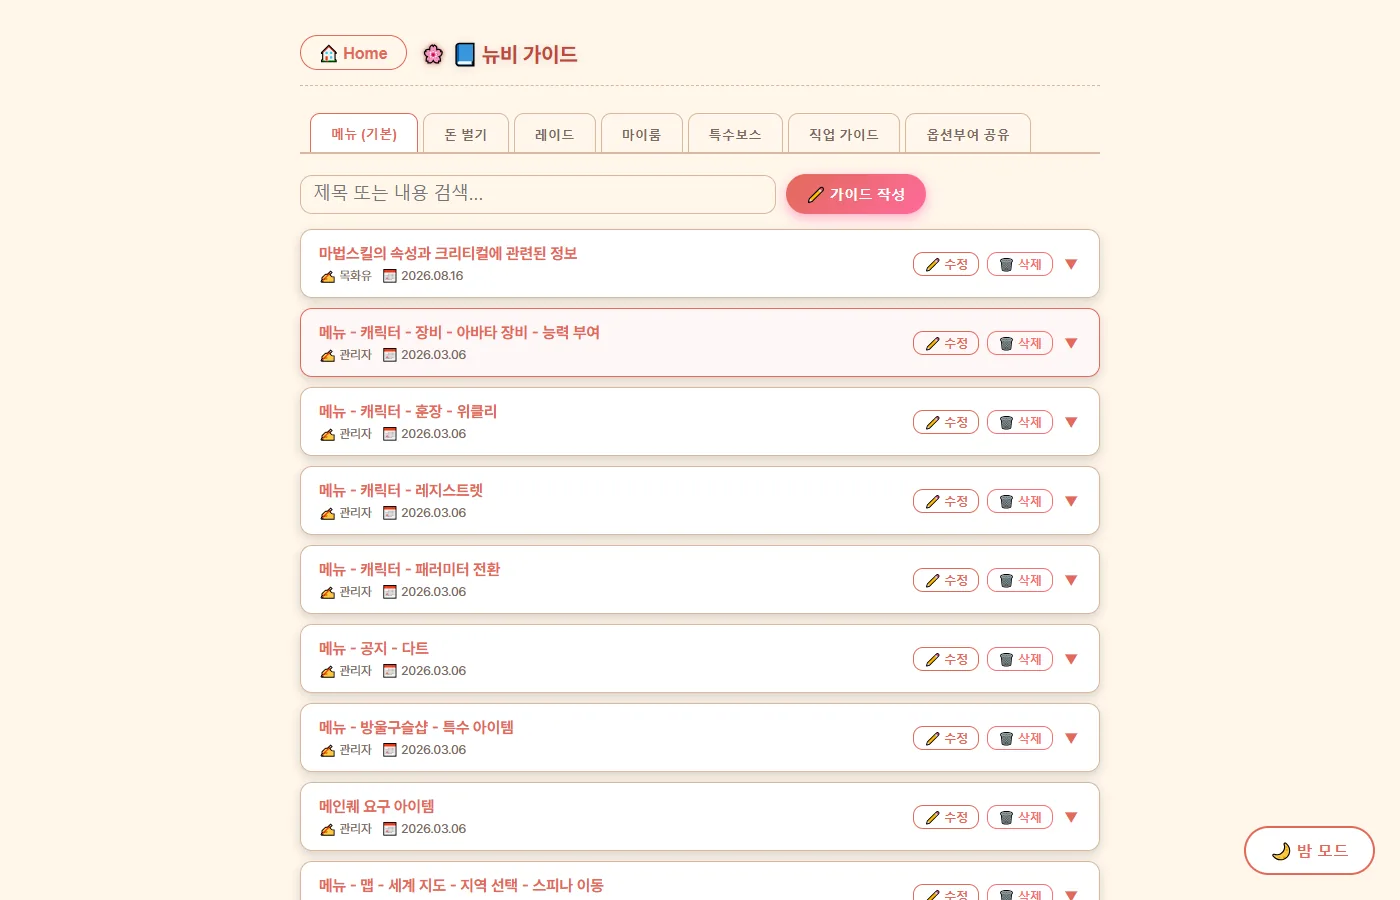 Home
뉴비 가이드
메뉴 (기본)
돈 벌기
레이드
마이룸
특수보스
직업 가이드
옵션부여 공유
제목 또는 내용 검색...
가이드 작성
마법스킬의 속성과 크리티컬에 관련된 정보
목화유 2026.08.16
수정 삭제 ▼
메뉴 - 캐릭터 - 장비 - 아바타 장비 - 능력 부여
관리자 2026.03.06
수정 삭제 ▼
메뉴 - 캐릭터 - 훈장 - 위클리
관리자 2026.03.06
수정 삭제 ▼
메뉴 - 캐릭터 - 레지스트렛
관리자 2026.03.06
수정 삭제 ▼
메뉴 - 캐릭터 - 패러미터 전환
관리자 2026.03.06
수정 삭제 ▼
메뉴 - 공지 - 다트
관리자 2026.03.06
수정 삭제 ▼
메뉴 - 방울구슬샵 - 특수 아이템
관리자 2026.03.06
수정 삭제 ▼
메인퀘 요구 아이템
관리자 2026.03.06
수정 삭제 ▼
메뉴 - 맵 - 세계 지도 - 지역 선택 - 스피나 이동
수정 삭제 ▼
밤 모드